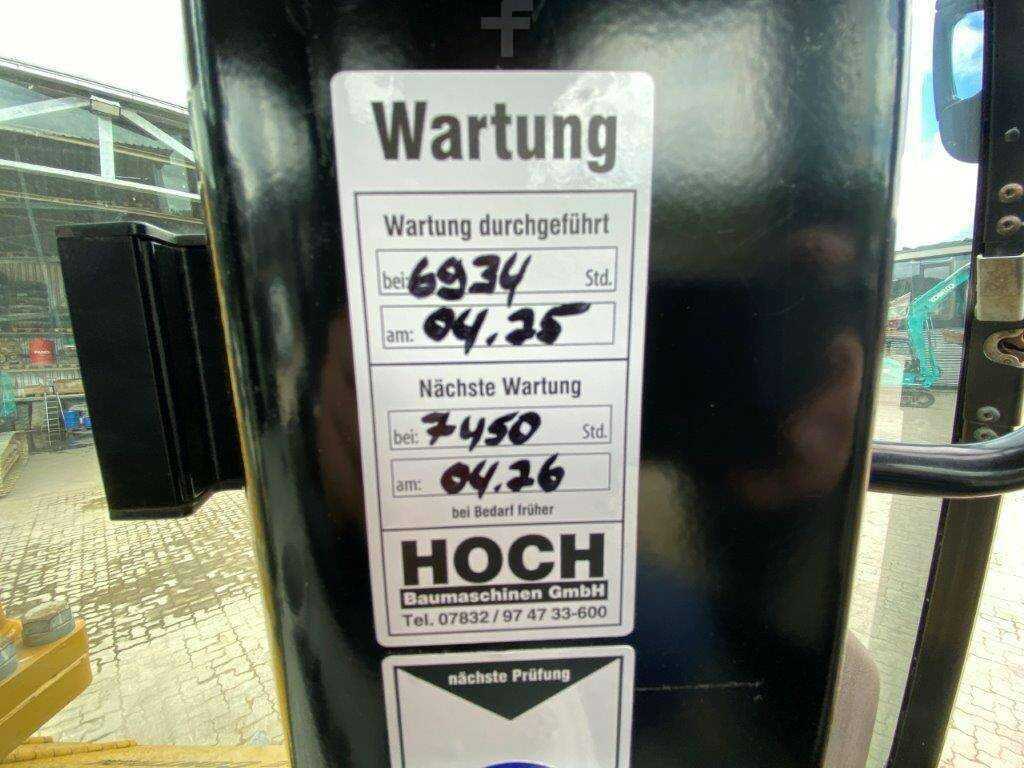 f
Wartung
Wartung durchgeführt
bei: 6934 Std.
am: 04.25
Nächste Wartung
bei: 7450 Std.
am: 04.26
bei Bedarf früher
HOCH
Baumaschinen GmbH
Tel. 07832 / 97 47 33-600
nächste Prüfung
KOBELCO